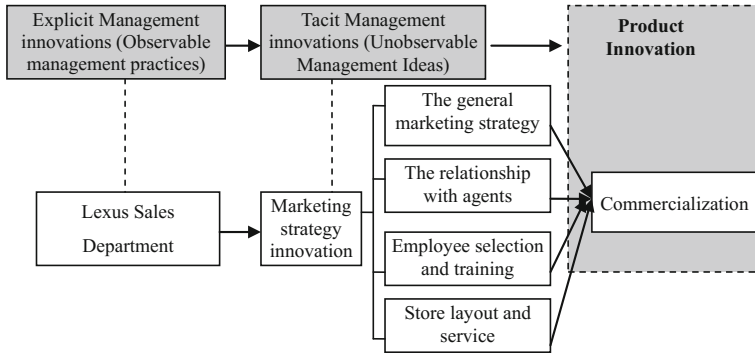 Explicit Management
innovations (Observable
management practices)
Tacit Management
innovations (Unobservable
Management Ideas)
Product
Innovation
The general
marketing strategy
The relationship
with agents
Lexus Sales
Department
Marketing
strategy
innovation
Commercialization
Employee selection
and training
Store layout and
service